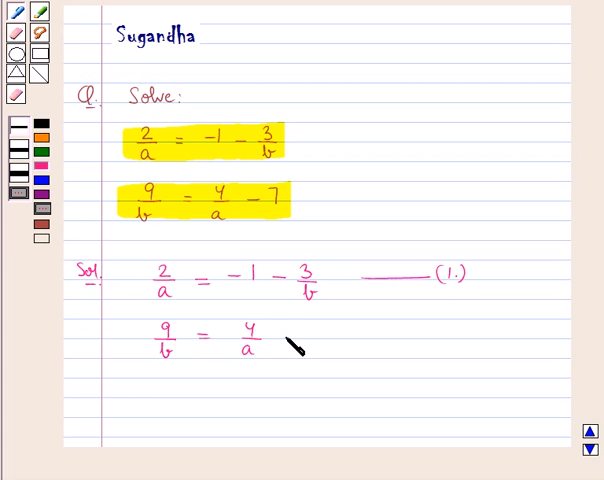 Sugandha
Q. Solve:
2/a = -1 - 3/b
9/b = 4/a - 7
Sol. 2/a = -1 - 3/b ——— (1.)
9/b = 4/a